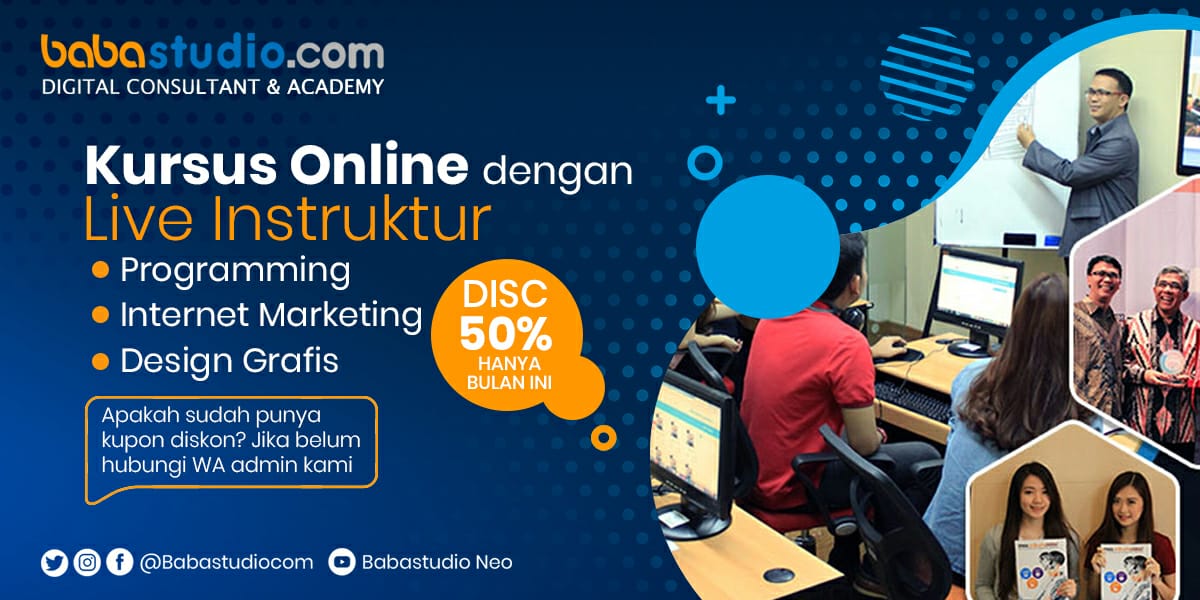 babastudio.com
DIGITAL CONSULTANT & ACADEMY
Kursus Online dengan
Live Instruktur
Programming
Internet Marketing
Design Grafis
DISC
50%
HANYA
BULAN INI
Apakah sudah punya
kupon diskon? Jika belum
hubungi WA admin kami
@Babastudiocom
Babastudio Neo